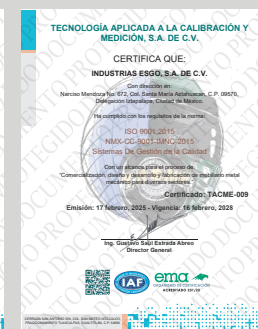 TECNOLOGÍA APLICADA A LA CALIBRACIÓN Y
MEDICIÓN, S.A. DE C.V.
CERTIFICA QUE:
INDUSTRIAS ESGO, S.A. DE C.V.
Con dirección en:
Narciso Mendoza No. 672, Col. Santa María Aztahuacan, C.P. 09570,
Delegación Iztapalapa, Ciudad de México.
Ha cumplido con los requisitos de la norma:
ISO 9001:2015
NMX-CC-9001-IMNC-2015
Sistemas De Gestión de la Calidad
Con un alcance para el proceso de
"Comercialización, diseño y desarrollo y fabricación de mobiliario metal
mecánico para diversos sectores."
Certificado: TACME-009
Emisión: 17 febrero, 2025 - Vigencia: 16 febrero, 2028
Ing. Gustavo Saúl Estrada Abreo
Director General
IAF
ema
ORGANISMO DE CERTIFICACIÓN